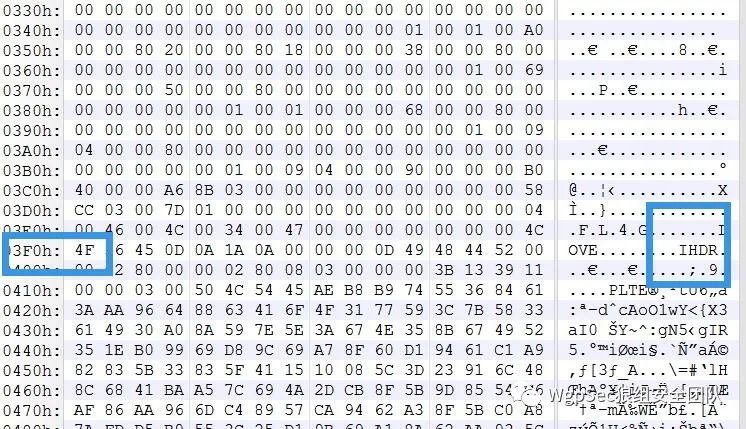 0330h: 00 00 00 00 00 00 00 00 00 00 00 00 00 00 00 00 ................
0340h: 00 00 00 00 00 00 00 00 00 00 00 01 00 01 00 A0
0350h: 00 00 80 20 00 00 80 18 00 00 00 38 00 00 80 00 ..€ ..€....8..€.
0360h: 00 00 00 00 00 00 00 00 00 00 00 00 00 01 00 69 ...............i
0370h: 00 00 00 50 00 00 80 00 00 00 00 00 00 00 00 00 ...P..€.........
0380h: 00 00 00 00 00 01 00 01 00 00 00 68 00 00 80 00 ...........h..€.
0390h: 00 00 00 00 00 00 00 00 00 00 00 00 00 01 00 09 ................
03A0h: 04 00 00 80 00 00 00 00 00 00 00 00 00 00 00 00 ...€............
03B0h: 00 00 00 00 00 01 00 09 04 00 00 90 00 00 00 B0 ...............°
03C0h: 40 00 00 A6 8B 03 00 00 00 00 00 00 00 00 00 58 @..¦‹..........X
03D0h: CC 03 00 7D 01 00 00 00 00 00 00 00 00 00 00 04 Ì..}............
03E0h: 00 46 00 4C 00 34 00 47 00 00 00 00 00 00 00 4C .F.L.4.G.......
03F0h: 4F 45 0D 0A 1A 0A 00 00 00 0D 49 48 44 52 00 OVE.........IHDR.
0400h: 00 02 80 00 00 02 80 08 03 00 00 00 3B 13 39 11 ..€...€.....;.9.
0410h: 00 00 03 00 50 4C 54 45 AE B8 B9 74 55 36 84 61 ....PLTE®¸¹tU6„a
0420h: 3A AA 96 64 88 63 41 6F 4F 31 77 59 3C 7B 58 33 :ª–dˆcAoO1wY<{X3
0430h: 61 49 30 A0 8A 59 7E 5E 3A 67 4E 35 8B 67 49 52 aI0 ŠY~^:gN5‹gIR
0440h: 35 1E B0 99 69 D8 9C 69 A7 8F 60 D1 94 61 C1 A9 5.°™iØœi§.`Ñ”aÁ©
0450h: 82 83 5B 33 83 5F 41 15 10 08 5C 3D 23 91 6C 48 ‚ƒ[3ƒ_A...\=#‘lH
0460h: 8C 68 41 BA A5 7C 69 4A 2D CB 8F 5B 9D 85 54
0470h: AF 86 AA 96 6D C4 89 57 CA 94 62 A3 8F 5B C0 A8
WgpSec狼组安全团队